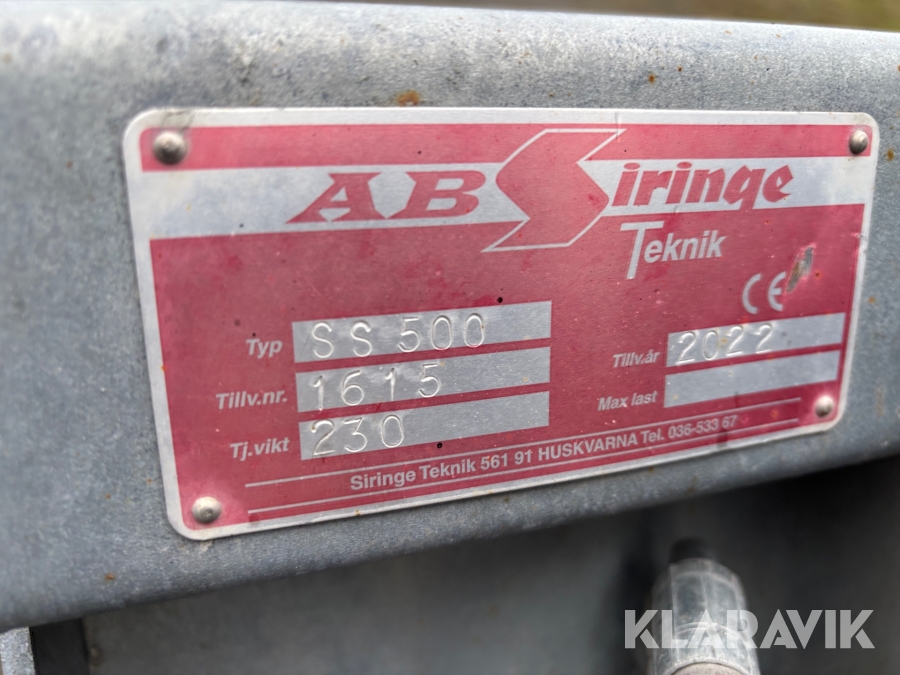 AB Siringe
Teknik
CE
Typ SS 500
Tillv.nr. 1615
Tj.vikt 230
Tillv.år 2022
Max last
Siringe Teknik 561 91 HUSKVARNA Tel. 036-533 67
KLARAVIK